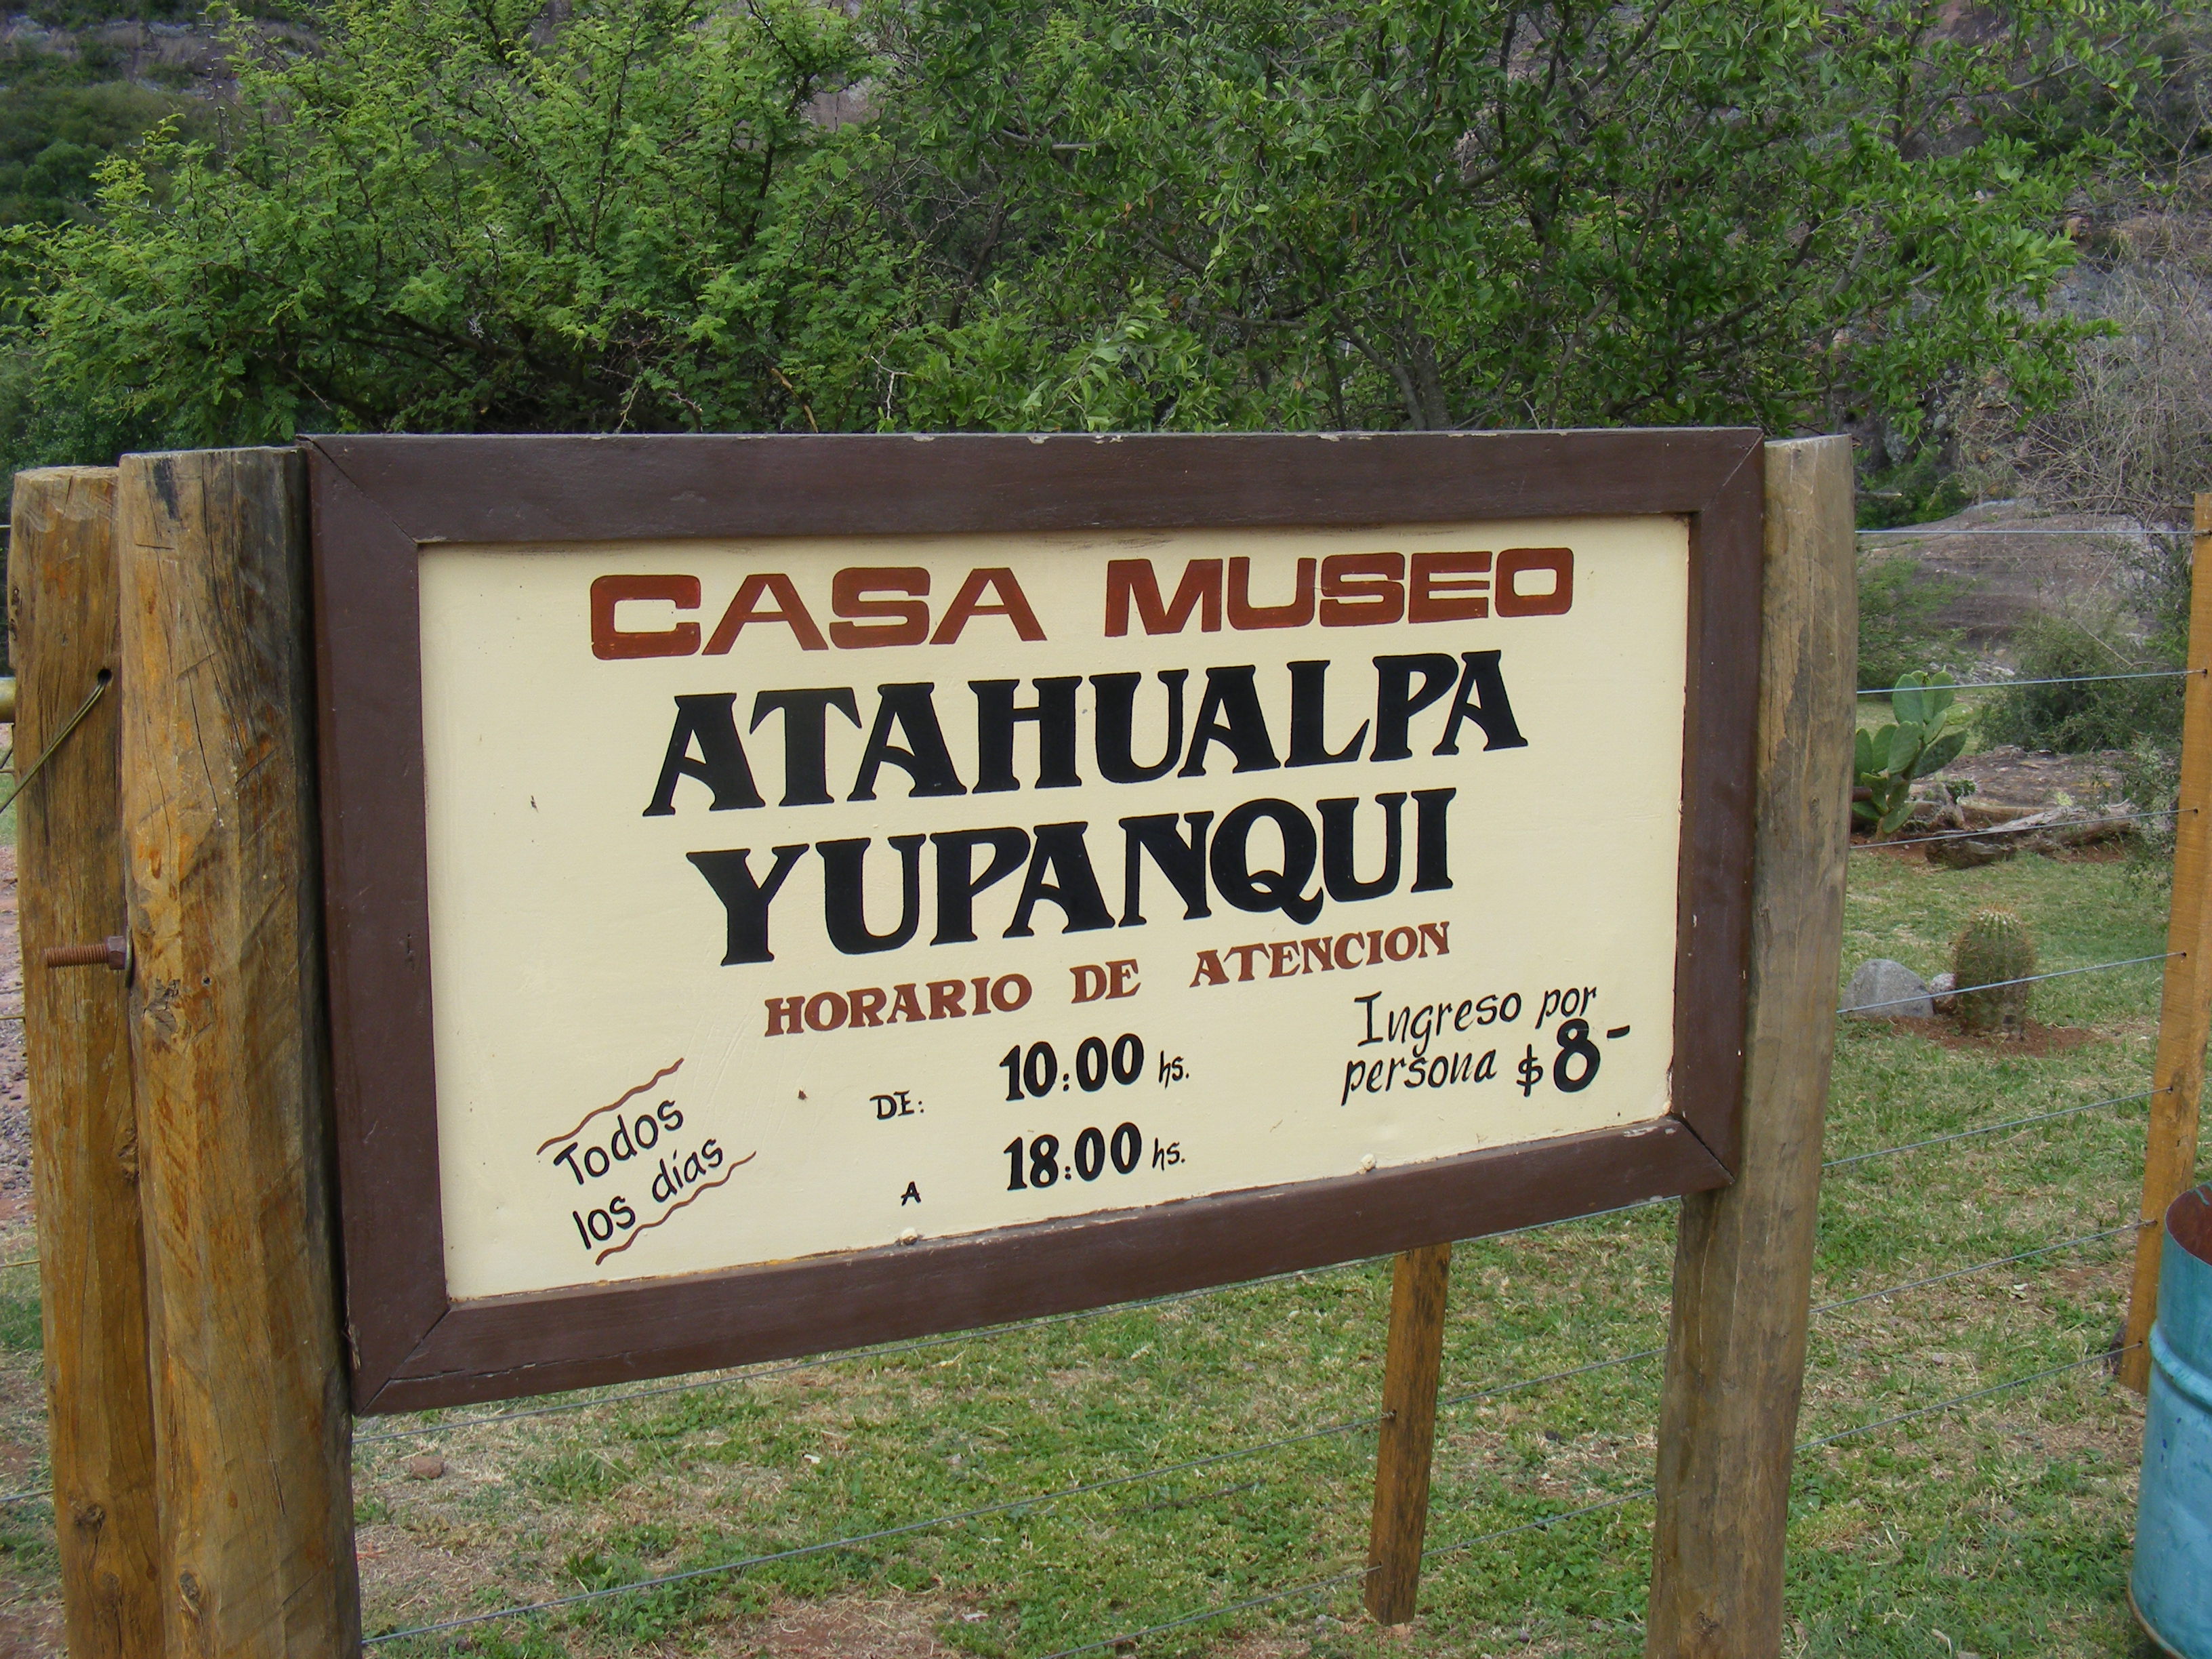 CASA MUSEO
ATAHUALPA
YUPANQUI
HORARIO DE ATENCION
Todos
los días
DE: 10:00 hs.
A 18:00 hs.
Ingreso por
persona $8-